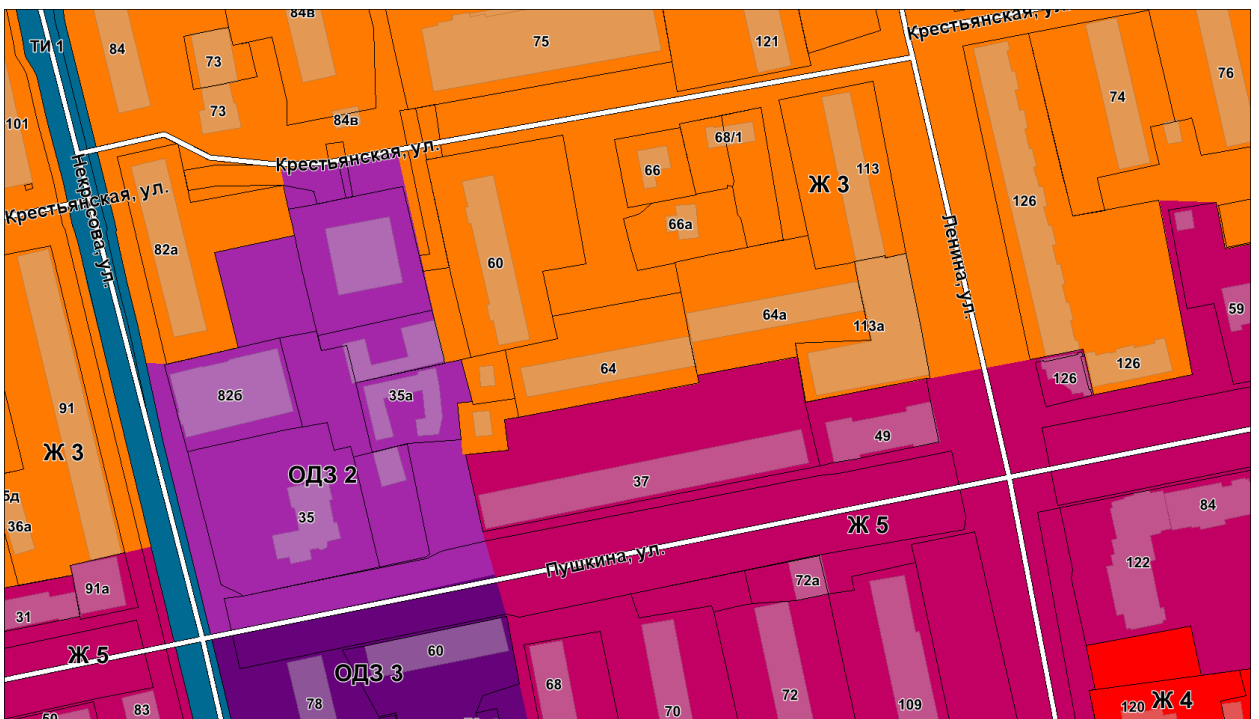 84в
Крестьянская, ул.
ТИ 1
84
73
75
121
76
74
73
101
84в
68/1
Крестьянская, ул.
66
113
Ж 3
Некрасова, ул.
Крестьянская, ул.
126
66а
82а
60
Ленина, ул.
59
64а
113а
64
126
126
82б
35а
91
49
Ж 3
ОДЗ 2
37
5д
84
35
36а
Ж 5
Пушкина, ул.
122
72а
91а
31
60
Ж 5
ОДЗ 3
68
72
78
83
70
109
120
Ж 4